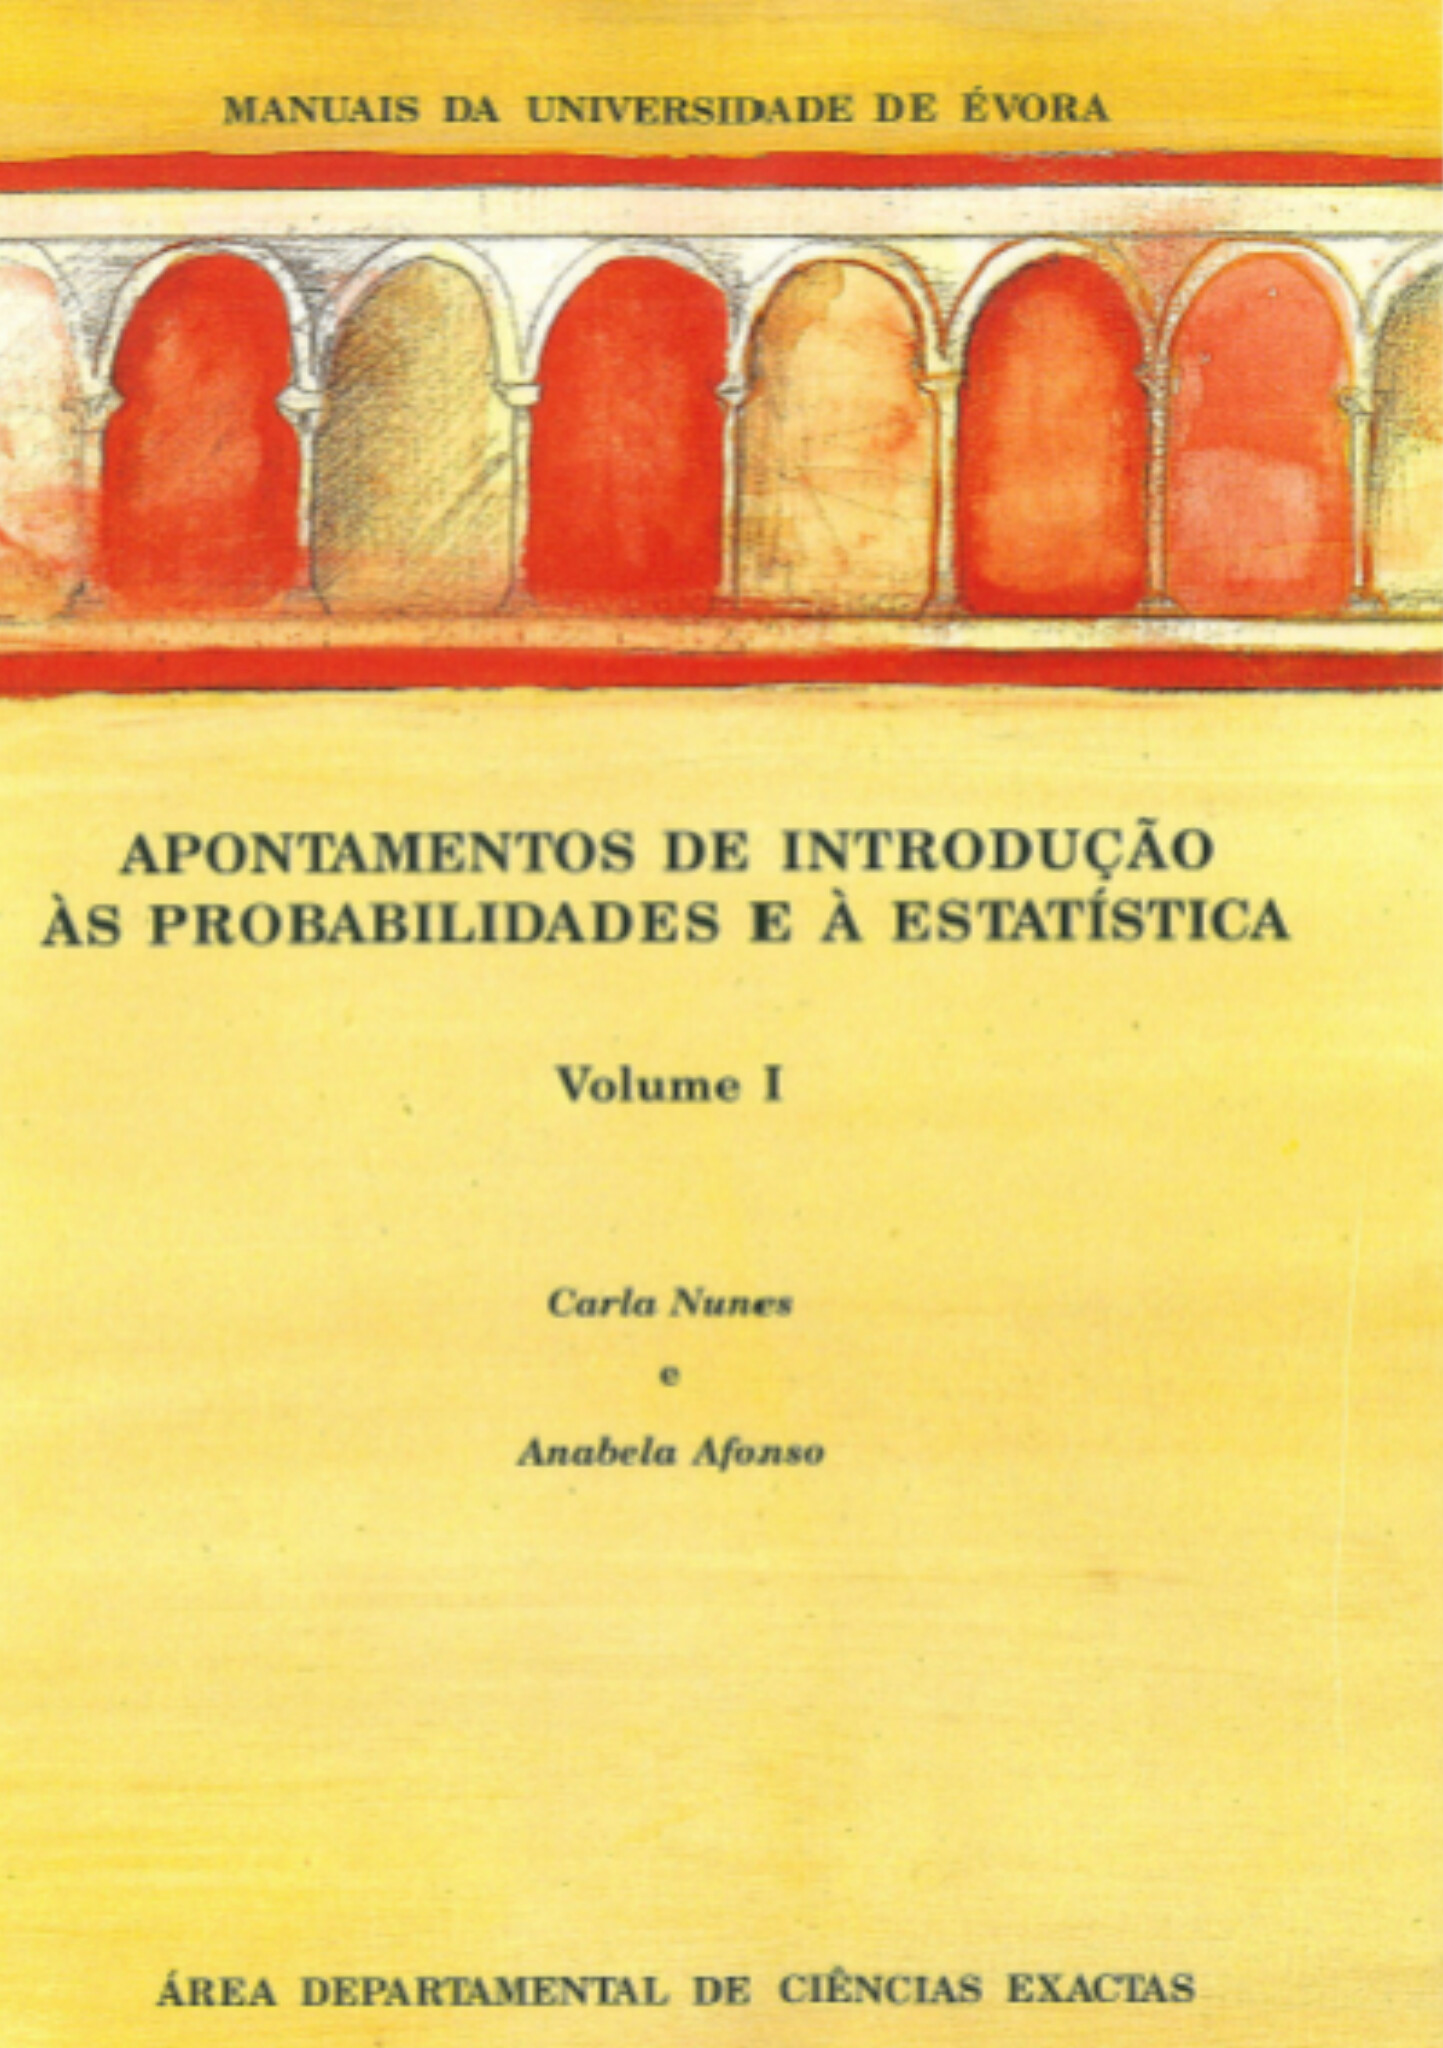 MANUAIS DA UNIVERSIDADE DE ÉVORA
APONTAMENTOS DE INTRODUÇÃO
ÀS PROBABILIDADES E À ESTATÍSTICA
Volume I
Carla Nunes
e
Anabela Afonso
ÁREA DEPARTAMENTAL DE CIÊNCIAS EXACTAS